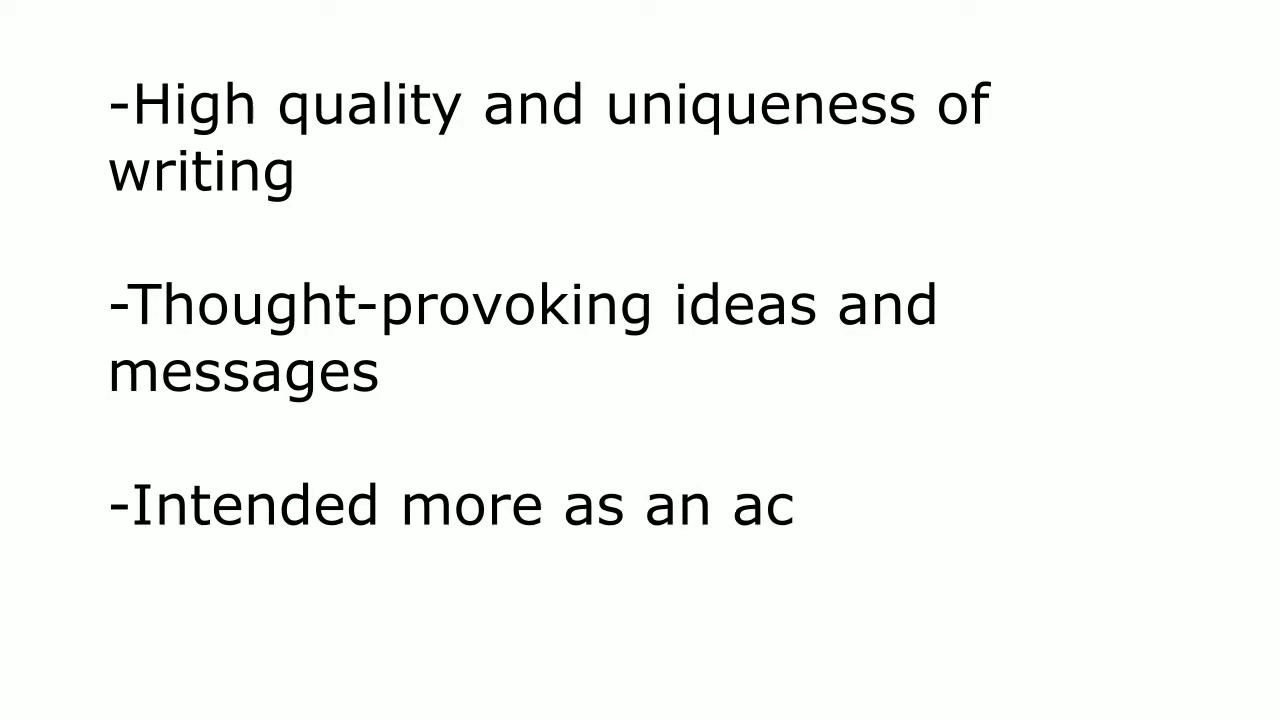 -High quality and uniqueness of
writing
-Thought-provoking ideas and
messages
-Intended more as an ac